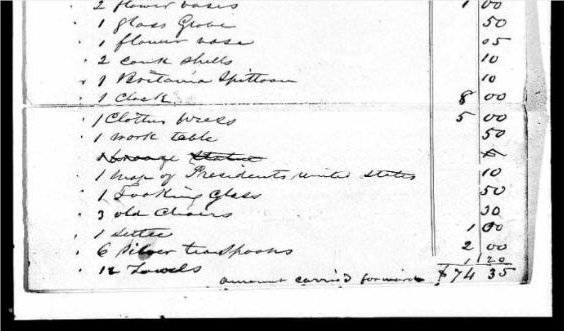 2 flower vases 1 00
1 glass Globe 50
1 flower vase 05
2 conk shells 10
1 Britania Spittoon 10
1 Clock 8 00
1 Clothes press 5 00
1 work table 50
Statue
1 map of Presidents united states 10
1 Looking Glass 50
3 old Chairs 30
1 settee 1 00
6 silver teaspoons 2 00
12 Towels 1 20
amount carried forward $74 35